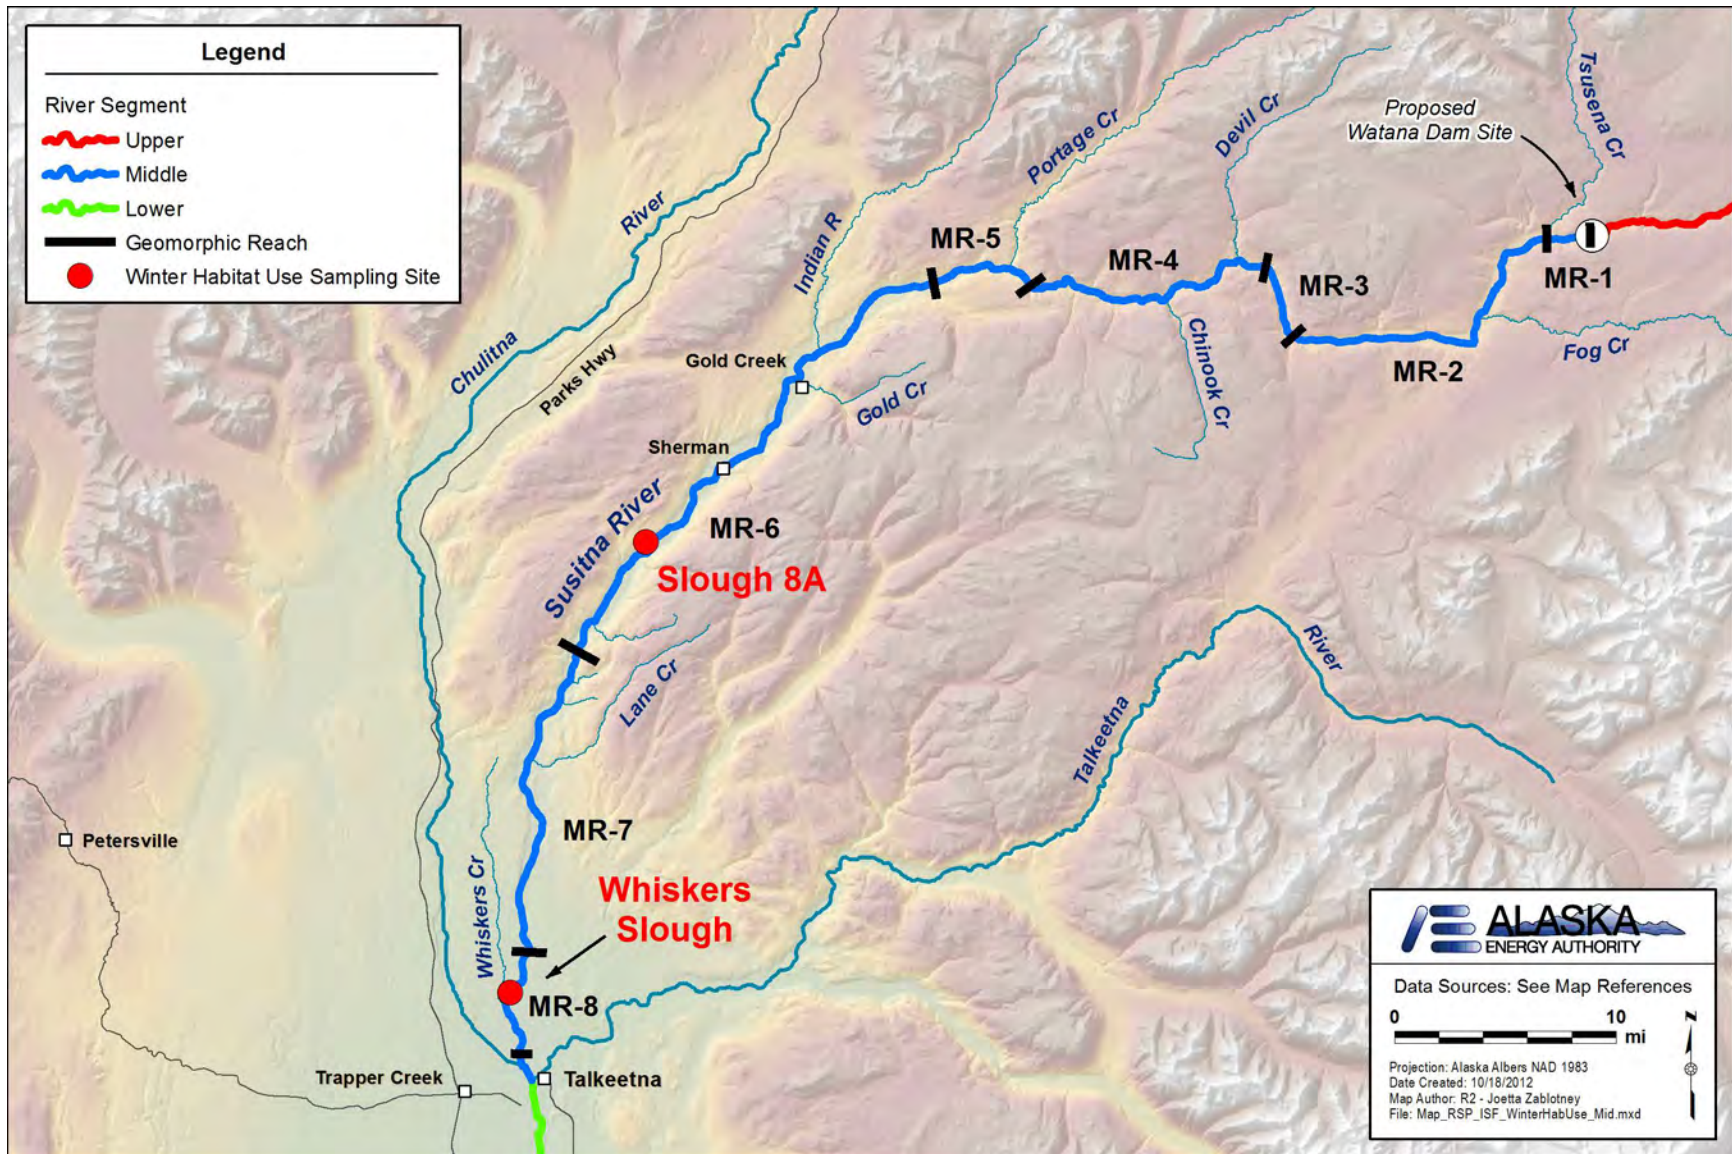 Legend
River Segment
Upper
Middle
Lower
Geomorphic Reach
Winter Habitat Use Sampling Site
Tsusena Cr
Proposed
Watana Dam Site
Devil Cr
Portage Cr
Indian R
River
Chulitna
Parks Hwy
MR-5
MR-4
MR-3
MR-1
MR-2
Fog Cr
Chinook Cr
Gold Creek
Gold Cr
Sherman
Susitna River
MR-6
Slough 8A
Lane Cr
River
Talkeetna
MR-7
Petersville
Whiskers Cr
Whiskers
Slough
MR-8
Trapper Creek
Talkeetna
ALASKA
ENERGY AUTHORITY
Data Sources: See Map References
0 10
mi
N
Projection: Alaska Albers NAD 1983
Date Created: 10/18/2012
Map Author: R2 - Joetta Zablotney
File: Map_RSP_ISF_WinterHabUse_Mid.mxd